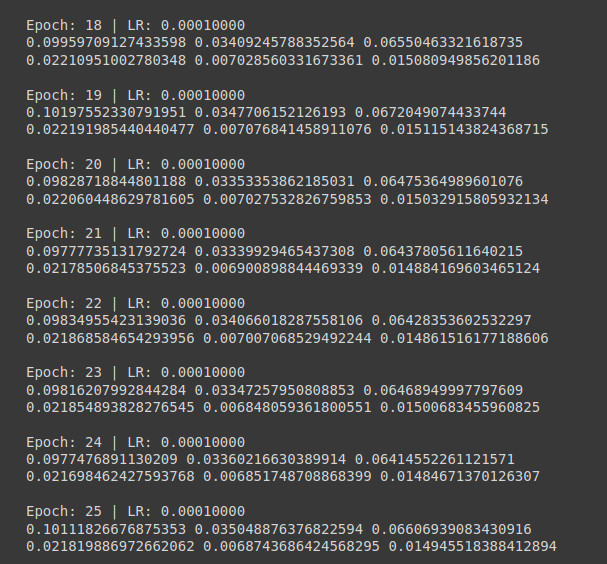 Epoch: 18 | LR: 0.00010000
0.09959709127433598 0.03409245788352564 0.06550463321618735
0.02210951002780348 0.007028560331673361 0.015080949856201186
Epoch: 19 | LR: 0.00010000
0.10197552330791951 0.0347706152126193 0.0672049074433744
0.022191985440440477 0.007076841458911076 0.015115143824368715
Epoch: 20 | LR: 0.00010000
0.09828718844801188 0.03353353862185031 0.06475364989601076
0.022060448629781605 0.007027532826759853 0.015032915805932134
Epoch: 21 | LR: 0.00010000
0.09777735131792724 0.03339929465437308 0.06437805611640215
0.02178506845375523 0.006900898844469339 0.014884169603465124
Epoch: 22 | LR: 0.00010000
0.09834955423139036 0.034066018287558106 0.06428353602532297
0.021868584654293956 0.007007068529492244 0.014861516177188606
Epoch: 23 | LR: 0.00010000
0.09816207992844284 0.03347257950808853 0.06468949997797609
0.021854893828276545 0.006848059361800551 0.01500683455960825
Epoch: 24 | LR: 0.00010000
0.0977476891130209 0.03360216630389914 0.06414552261121571
0.021698462427593768 0.006851748708868399 0.01484671370126307
Epoch: 25 | LR: 0.00010000
0.10111826676875353 0.035048876376822594 0.06606939083430916
0.021819886972662062 0.0068743686424568295 0.014945518388412894